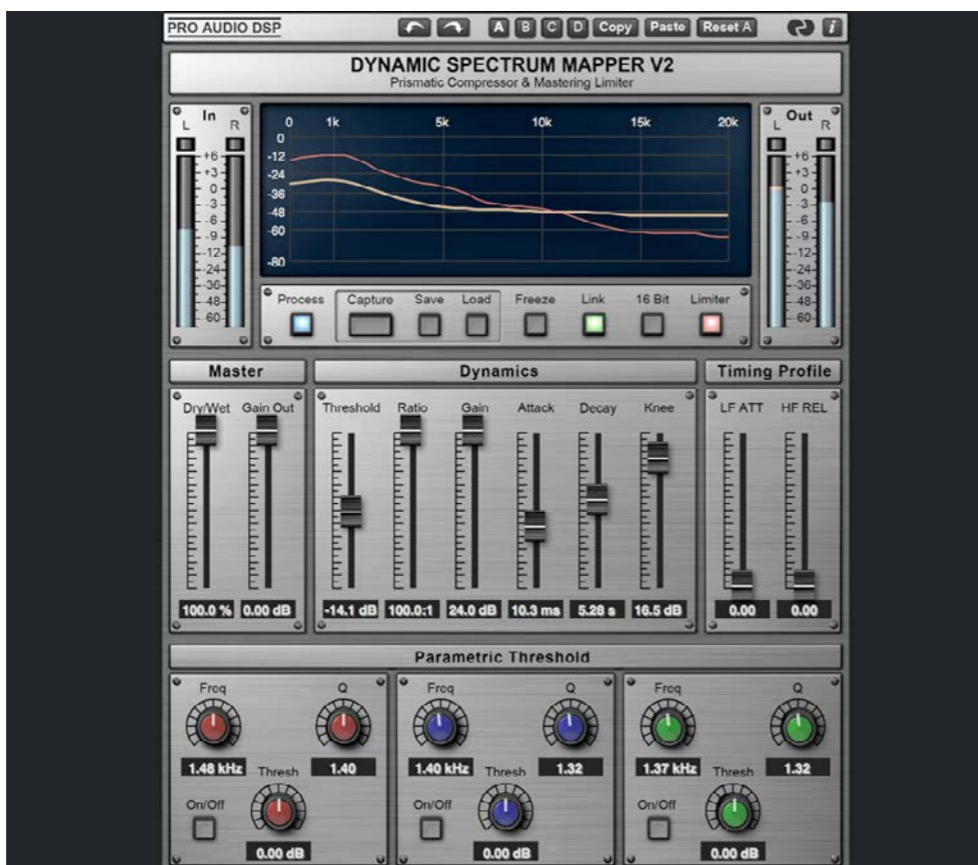 PRO AUDIO DSP A B C D Copy Paste Reset A i
DYNAMIC SPECTRUM MAPPER V2
Prismatic Compressor & Mastering Limiter
In
L R
+6
+3
0
-3
-6
-9
-12
-24
-36
-48
-60
0 1k 5k 10k 15k 20k
0
-12
-24
-36
-48
-60
-80
Out
L R
+6
+3
0
-3
-6
-9
-12
-24
-36
-48
-60
Process Capture Save Load Freeze Link 16 Bit Limiter
Master Dynamics Timing Profile
Dry/Wet Gain Out Threshold Ratio Gain Attack Decay Knee LF ATT HF REL
100.0 % 0.00 dB -14.1 dB 100.0:1 24.0 dB 10.3 ms 5.28 s 16.5 dB 0.00 0.00
Parametric Threshold
Freq Q Freq Q Freq Q
1.48 kHz Thresh 1.40 1.40 kHz Thresh 1.32 1.37 kHz Thresh 1.32
On/Off On/Off On/Off
0.00 dB 0.00 dB 0.00 dB